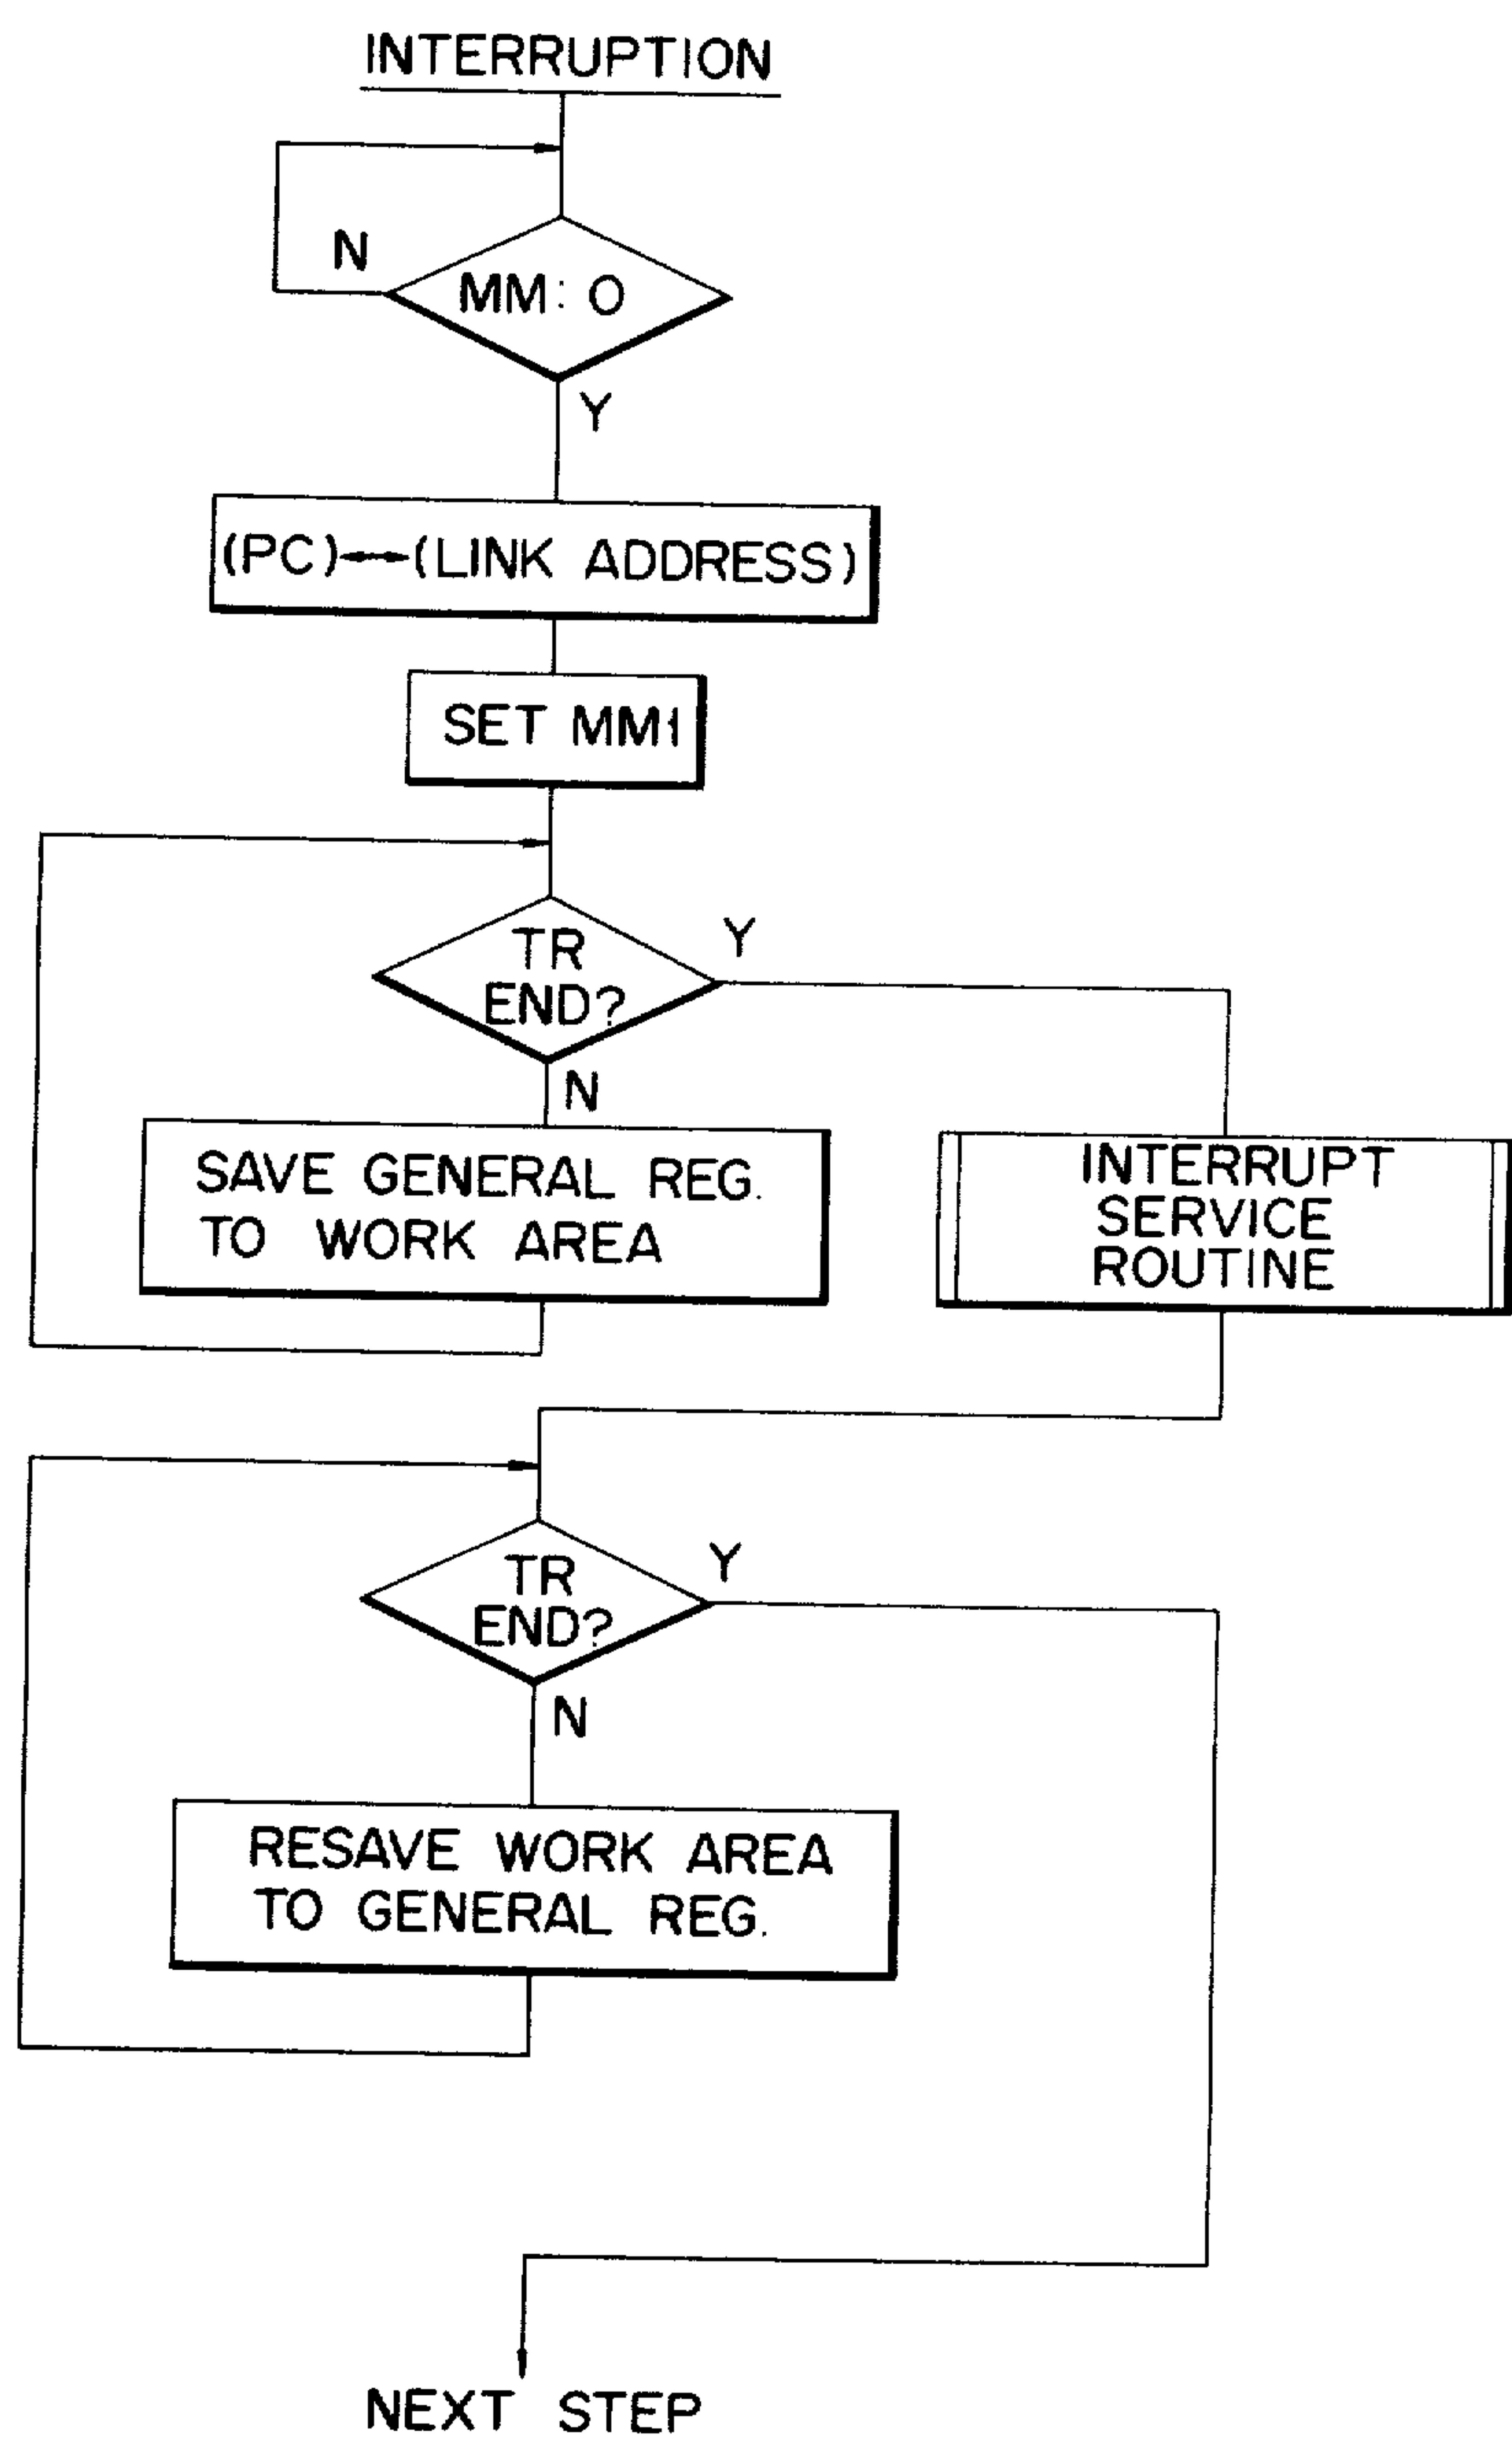 INTERRUPTION
N
MM: 0
Y
(PC)↔(LINK ADDRESS)
SET MM1
TR
END?
Y
N
SAVE GENERAL REG.
TO WORK AREA
INTERRUPT
SERVICE
ROUTINE
TR
END?
Y
N
RESAVE WORK AREA
TO GENERAL REG.
NEXT STEP